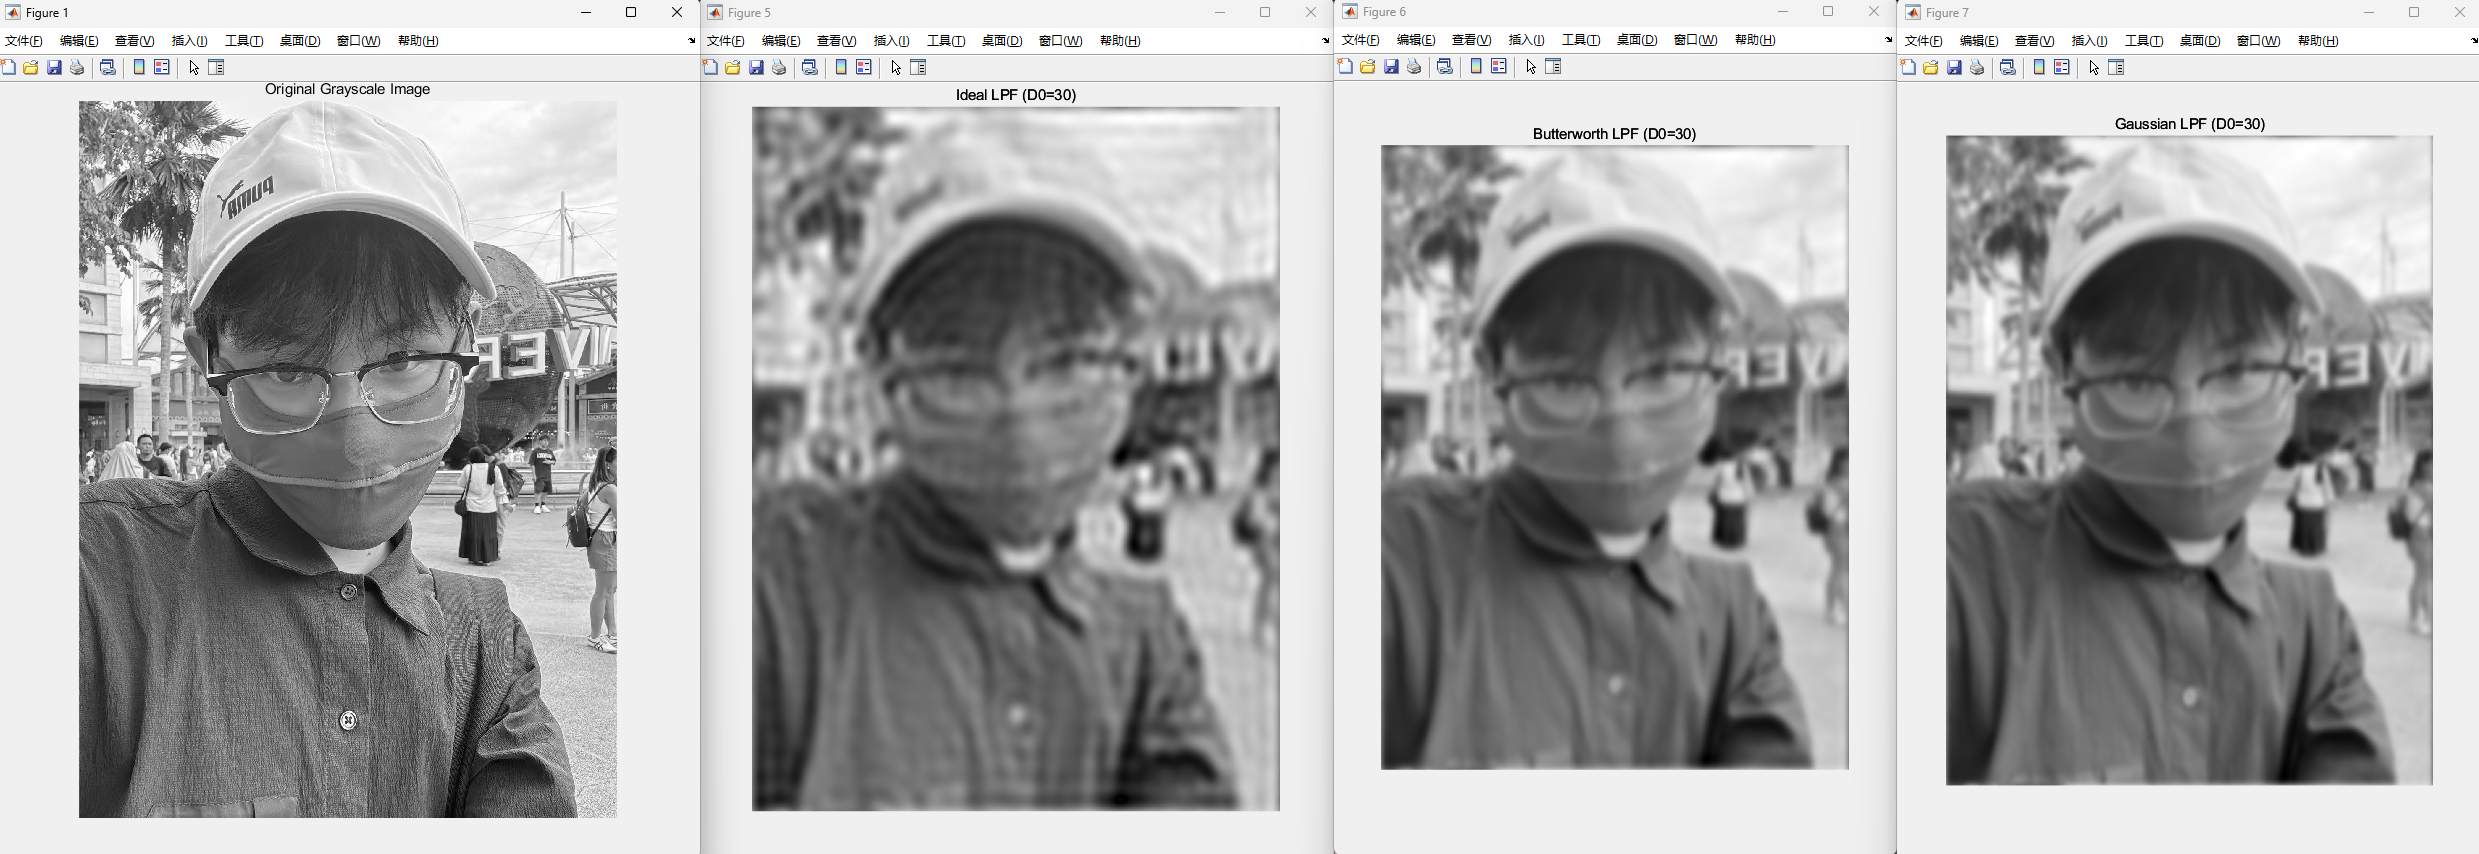 Figure 1
文件(F) 编辑(E) 查看(V) 插入(I) 工具(T) 桌面(D) 窗口(W) 帮助(H)
Original Grayscale Image
PUMA
VER
Figure 5
文件(F) 编辑(E) 查看(V) 插入(I) 工具(T) 桌面(D) 窗口(W) 帮助(H)
Ideal LPF (D0=30)
Figure 6
文件(F) 编辑(E) 查看(V) 插入(I) 工具(T) 桌面(D) 窗口(W) 帮助(H)
Butterworth LPF (D0=30)
VER
Figure 7
文件(F) 编辑(E) 查看(V) 插入(I) 工具(T) 桌面(D) 窗口(W) 帮助(H)
Gaussian LPF (D0=30)
VER